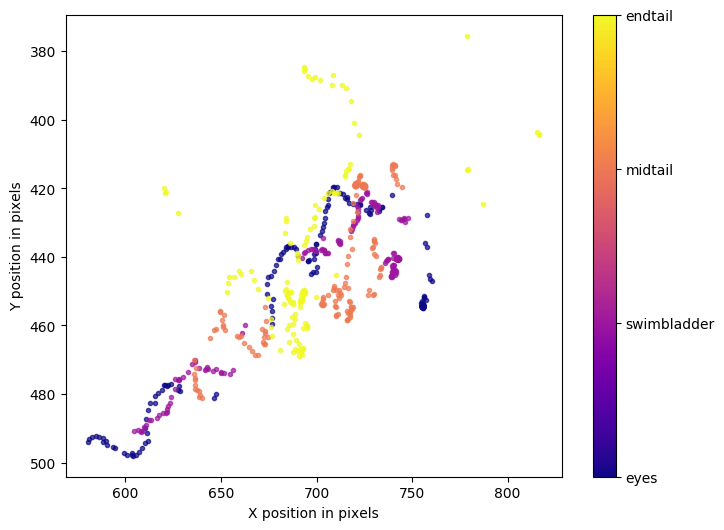 380
400
420
440
460
480
500
Y position in pixels
600
650
700
750
800
X position in pixels
endtail
midtail
swimbladder
eyes